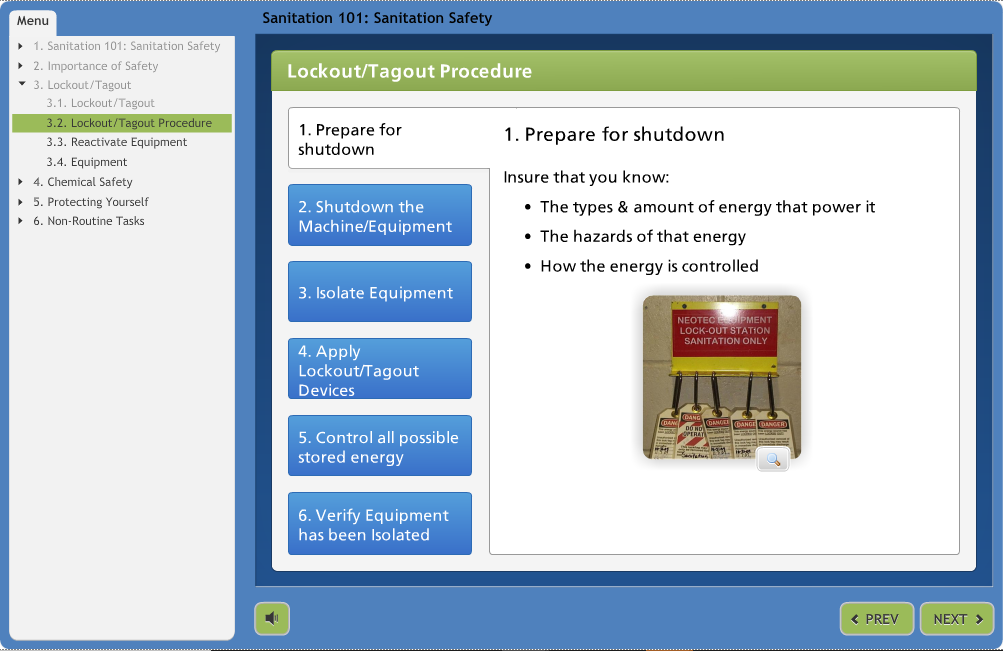 Menu
Sanitation 101: Sanitation Safety
1. Sanitation 101: Sanitation Safety
2. Importance of Safety
3. Lockout/Tagout
3.1. Lockout/Tagout
3.2. Lockout/Tagout Procedure
3.3. Reactivate Equipment
3.4. Equipment
4. Chemical Safety
5. Protecting Yourself
6. Non-Routine Tasks
Lockout/Tagout Procedure
1. Prepare for
shutdown
2. Shutdown the
Machine/Equipment
3. Isolate Equipment
4. Apply
Lockout/Tagout
Devices
5. Control all possible
stored energy
6. Verify Equipment
has been Isolated
1. Prepare for shutdown
Insure that you know:
• The types & amount of energy that power it
• The hazards of that energy
• How the energy is controlled
NEOTEC EQUIPMENT
LOCK-OUT STATION
SANITATION ONLY
DANGER
DANGER
DANGER
DO NOT
OPERATE
PREV
NEXT